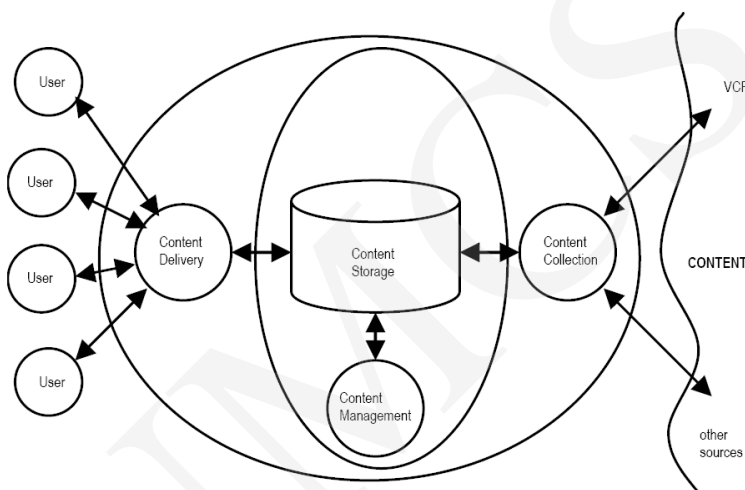 User
User
User
User
Content
Delivery
Content
Storage
Content
Management
Content
Collection
CONTENT
other
sources